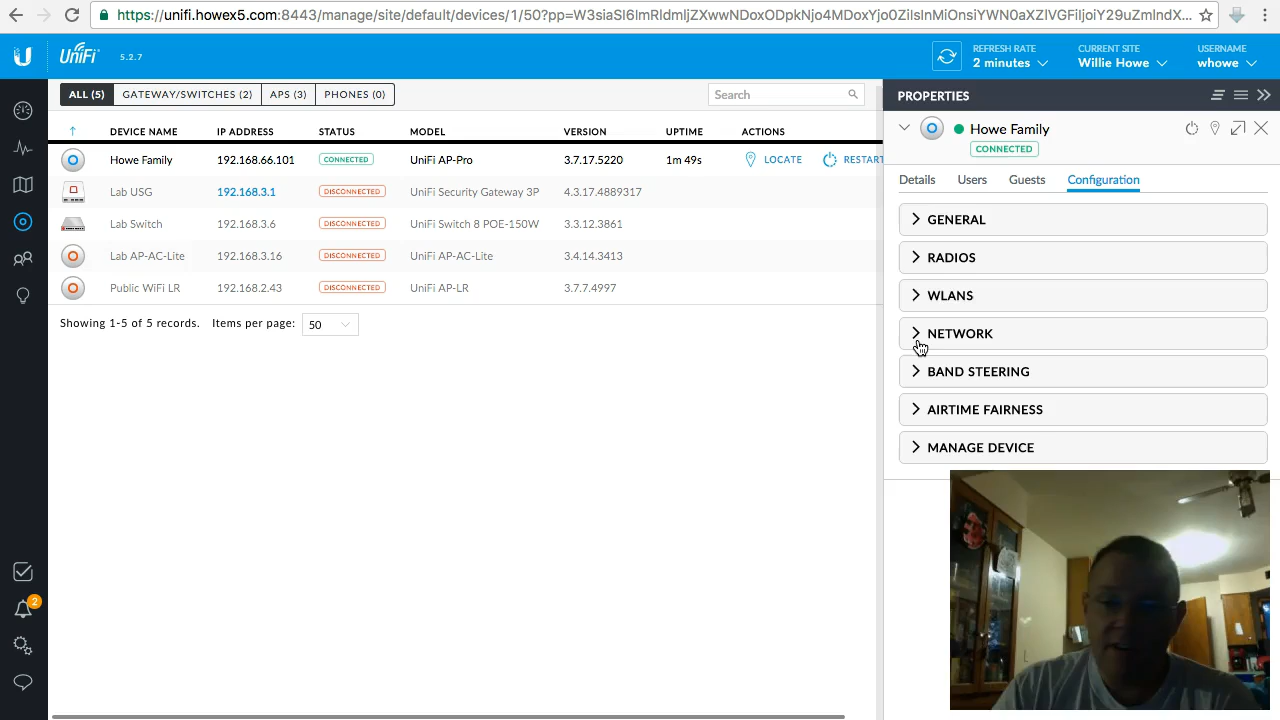 https://unifi.howex5.com:8443/manage/site/default/devices/1/50?pp=W3siaSI6ImRldmljZXwwNDoxODpkNjo4MDoxYjo0ZiIsInMiOnsiYWN0aXZlVGFiIjoiY29uZmlndX...
UniFi 5.2.7
REFRESH RATE
2 minutes
CURRENT SITE
Willie Howe
USERNAME
whowe
ALL (5) GATEWAY/SWITCHES (2) APS (3) PHONES (0) Search
DEVICE NAME IP ADDRESS STATUS MODEL VERSION UPTIME ACTIONS
Howe Family 192.168.66.101 CONNECTED UniFi AP-Pro 3.7.17.5220 1m 49s LOCATE RESTART
Lab USG 192.168.3.1 DISCONNECTED UniFi Security Gateway 3P 4.3.17.4889317
Lab Switch 192.168.3.6 DISCONNECTED UniFi Switch 8 POE-150W 3.3.12.3861
Lab AP-AC-Lite 192.168.3.16 DISCONNECTED UniFi AP-AC-Lite 3.4.14.3413
Public WiFi LR 192.168.2.43 DISCONNECTED UniFi AP-LR 3.7.7.4997
Showing 1-5 of 5 records. Items per page: 50
2
PROPERTIES
Howe Family
CONNECTED
Details Users Guests Configuration
GENERAL
RADIOS
WLANS
NETWORK
BAND STEERING
AIRTIME FAIRNESS
MANAGE DEVICE